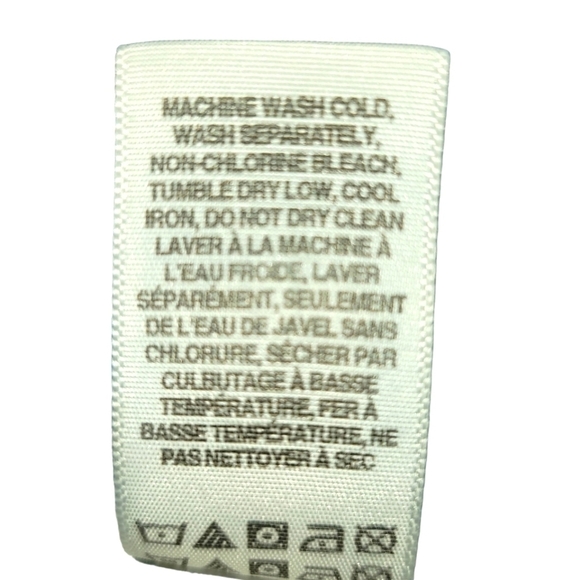 MACHINE WASH COLD,
WASH SEPARATELY,
NON-CHLORINE BLEACH,
TUMBLE DRY LOW, COOL
IRON, DO NOT DRY CLEAN
LAVER À LA MACHINE À
L'EAU FROIDE, LAVER
SÉPARÉMENT, SEULEMENT
DE L'EAU DE JAVEL SANS
CHLORURE, SÉCHER PAR
CULBUTAGE À BASSE
TEMPÉRATURE, FER À
BASSE TEMPÉRATURE, NE
PAS NETTOYER À SEC